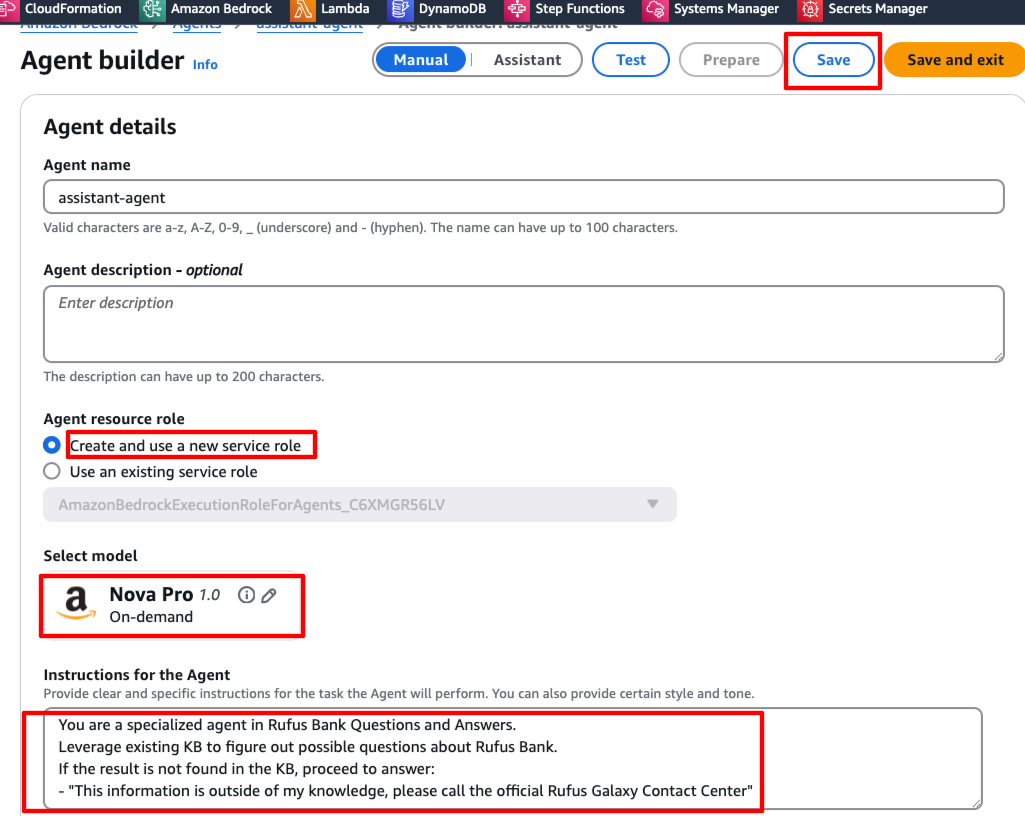 CloudFormation Amazon Bedrock Lambda DynamoDB Step Functions Systems Manager Secrets Manager
Amazon Bedrock > Agents > assistant-agent > Agent builder: assistant-agent
Agent builder Info
Manual Assistant Test Prepare Save Save and exit
Agent details
Agent name
assistant-agent
Valid characters are a-z, A-Z, 0-9, _ (underscore) and - (hyphen). The name can have up to 100 characters.
Agent description - optional
Enter description
The description can have up to 200 characters.
Agent resource role
Create and use a new service role
Use an existing service role
AmazonBedrockExecutionRoleForAgents_C6XMGR56LV
Select model
a Nova Pro 1.0
On-demand
Instructions for the Agent
Provide clear and specific instructions for the task the Agent will perform. You can also provide certain style and tone.
You are a specialized agent in Rufus Bank Questions and Answers.
Leverage existing KB to figure out possible questions about Rufus Bank.
If the result is not found in the KB, proceed to answer:
- "This information is outside of my knowledge, please call the official Rufus Galaxy Contact Center"